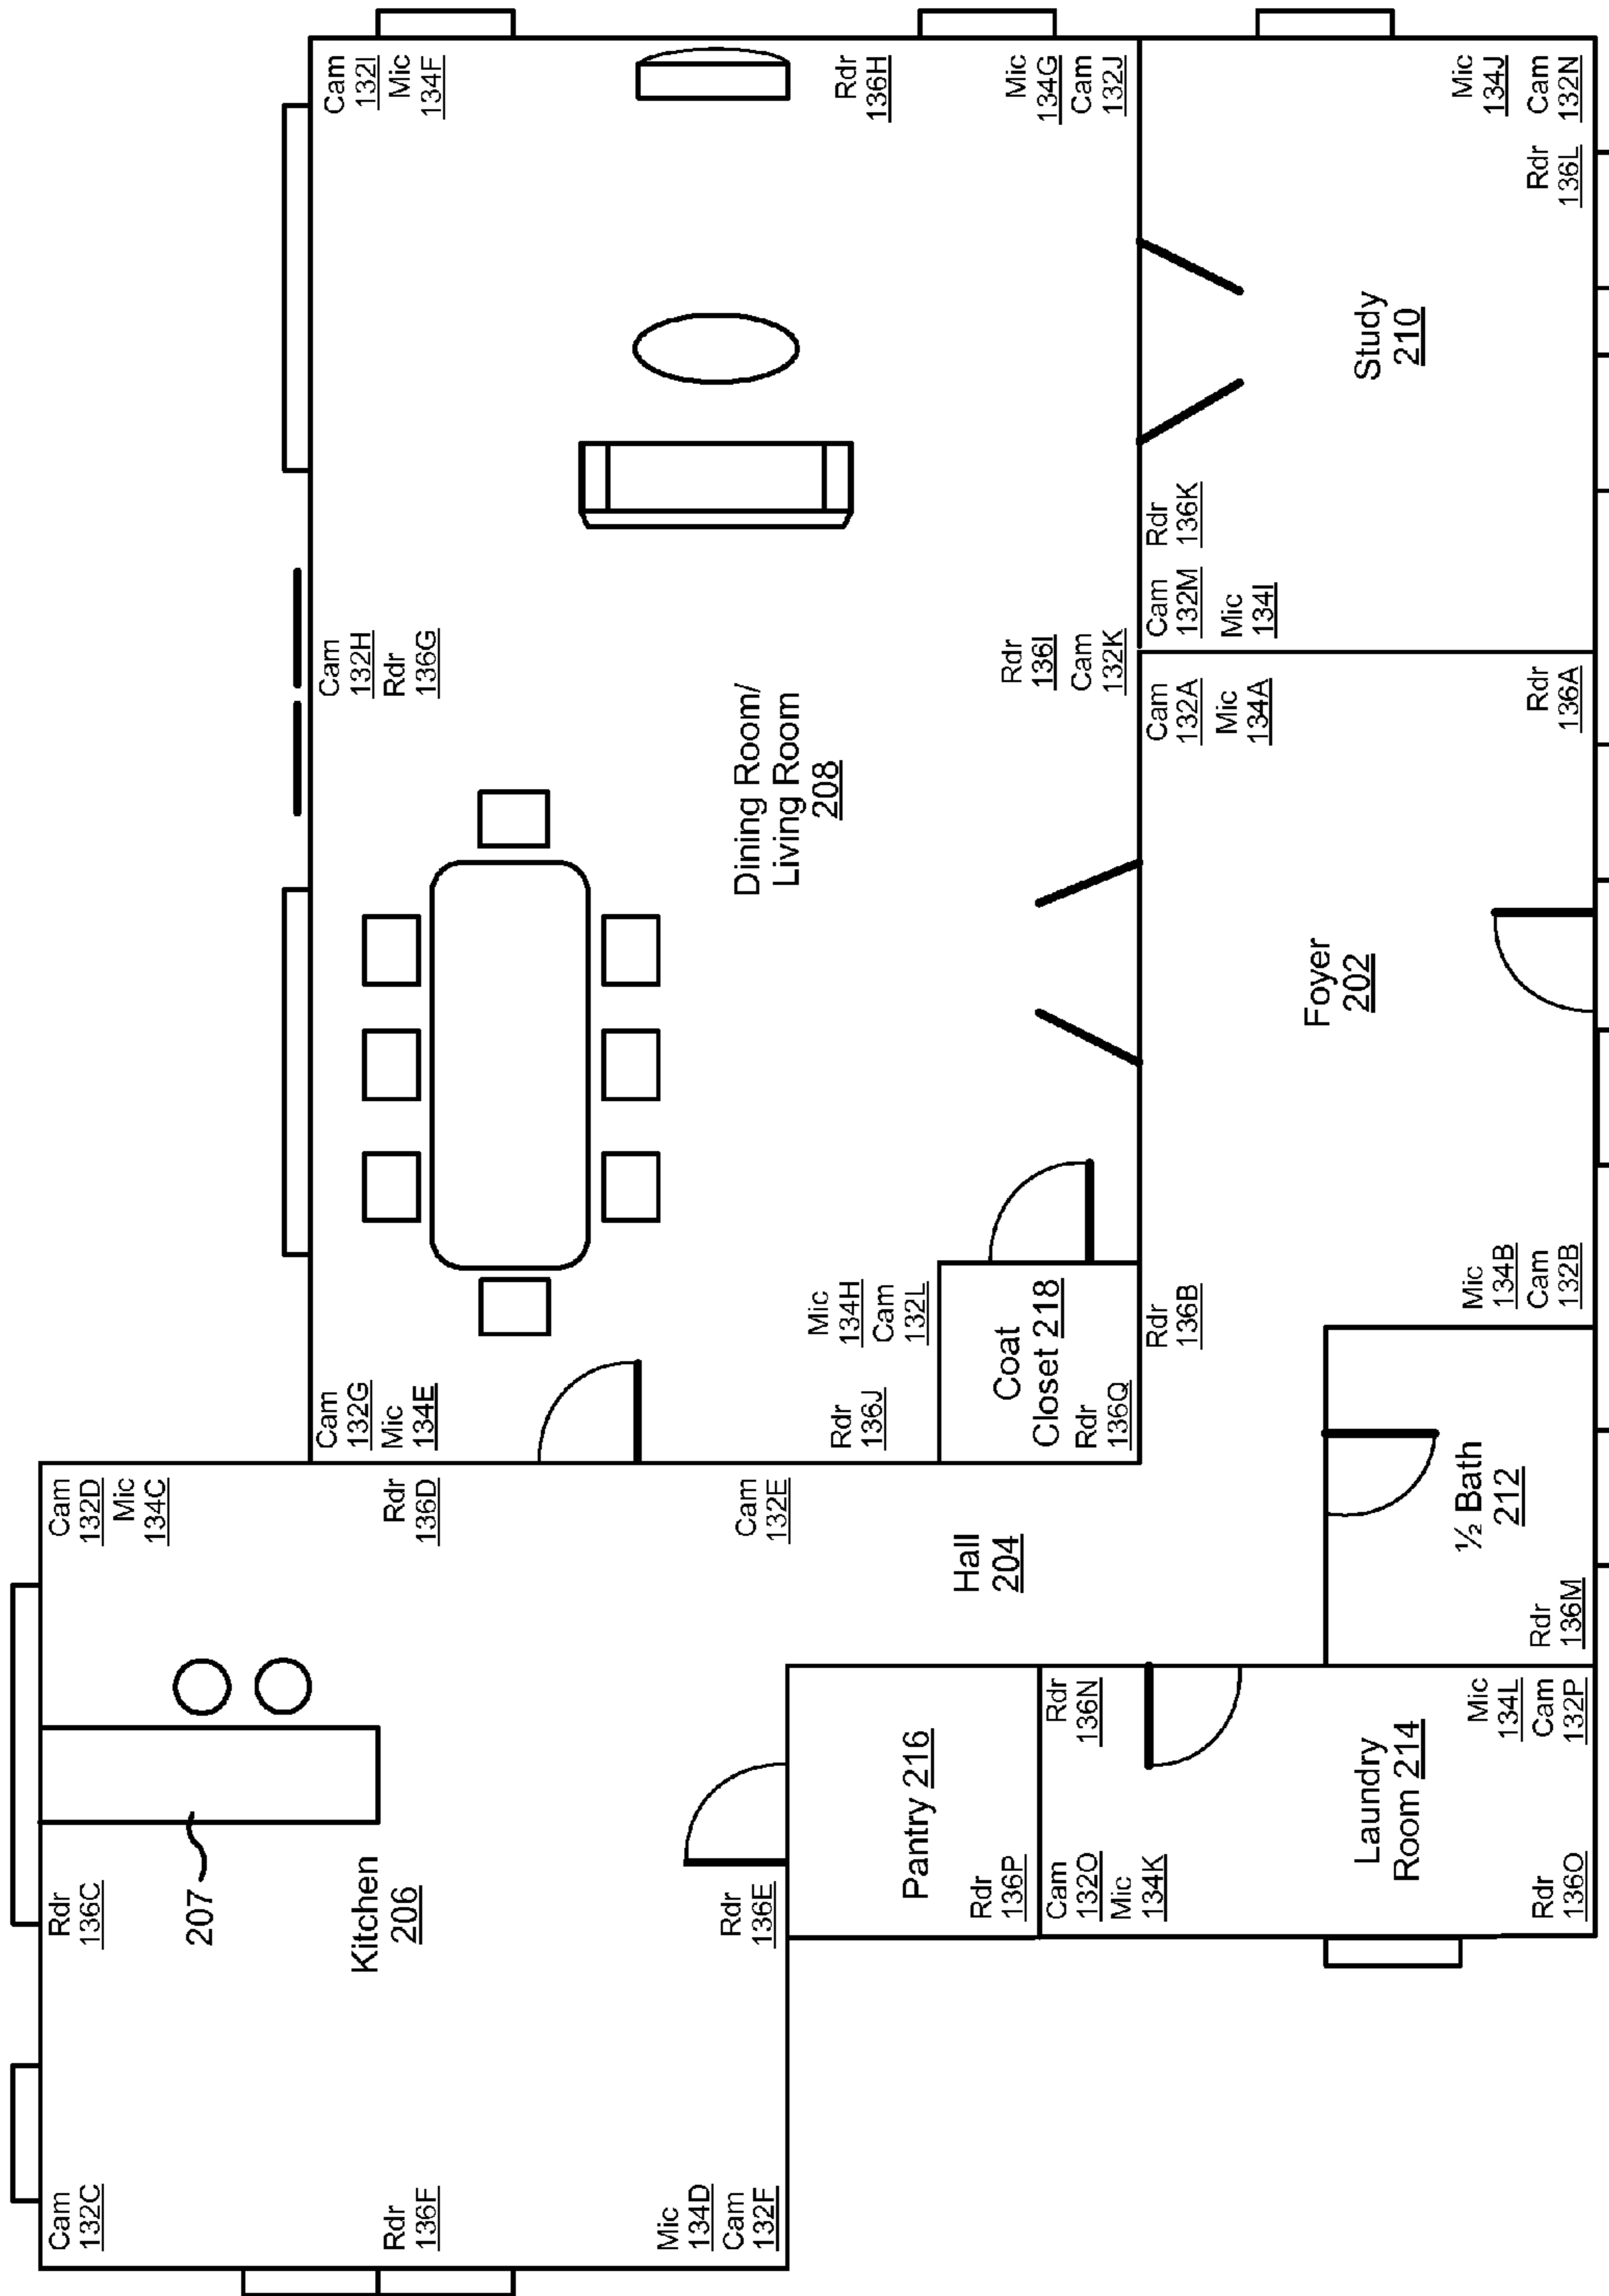 Cam
132C
Rdr
136F
Mic
134D
Cam
132F
Rdr
136C
207
Kitchen
206
Rdr
136E
Cam
132D
Mic
134C
Rdr
136D
Cam
132E
Pantry 216
Rdr
136P
Hall
204
Cam
132O
Mic
134K
Rdr
136N
Laundry
Room 214
Rdr
136O
Mic
134L
Cam
132P
½ Bath
212
Rdr
136M
Cam
132G
Mic
134E
Rdr
136J
Mic
134H
Cam
132L
Coat
Closet 218
Rdr
136Q
Cam
132H
Rdr
136G
Dining Room/
Living Room
208
Rdr
136I
Cam
132K
Cam
132I
Mic
134F
Rdr
136H
Mic
134G
Cam
132J
Rdr
136B
Mic
134B
Cam
132B
Foyer
202
Cam
132A
Mic
134A
Rdr
136A
Cam
132M
Mic
134I
Rdr
136K
Study
210
Rdr
136L
Mic
134J
Cam
132N